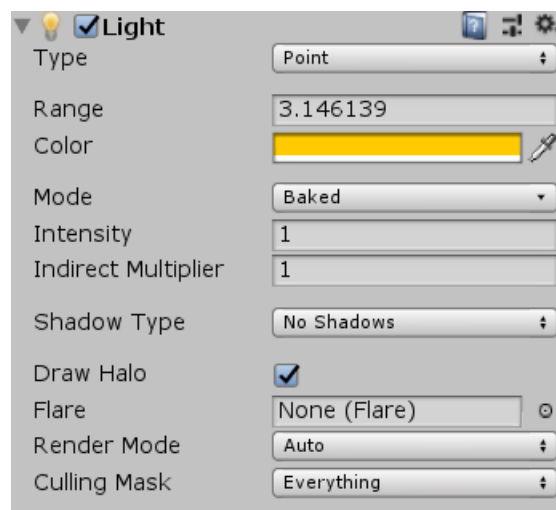 Light
Type Point
Range 3.146139
Color
Mode Baked
Intensity 1
Indirect Multiplier 1
Shadow Type No Shadows
Draw Halo
Flare None (Flare)
Render Mode Auto
Culling Mask Everything